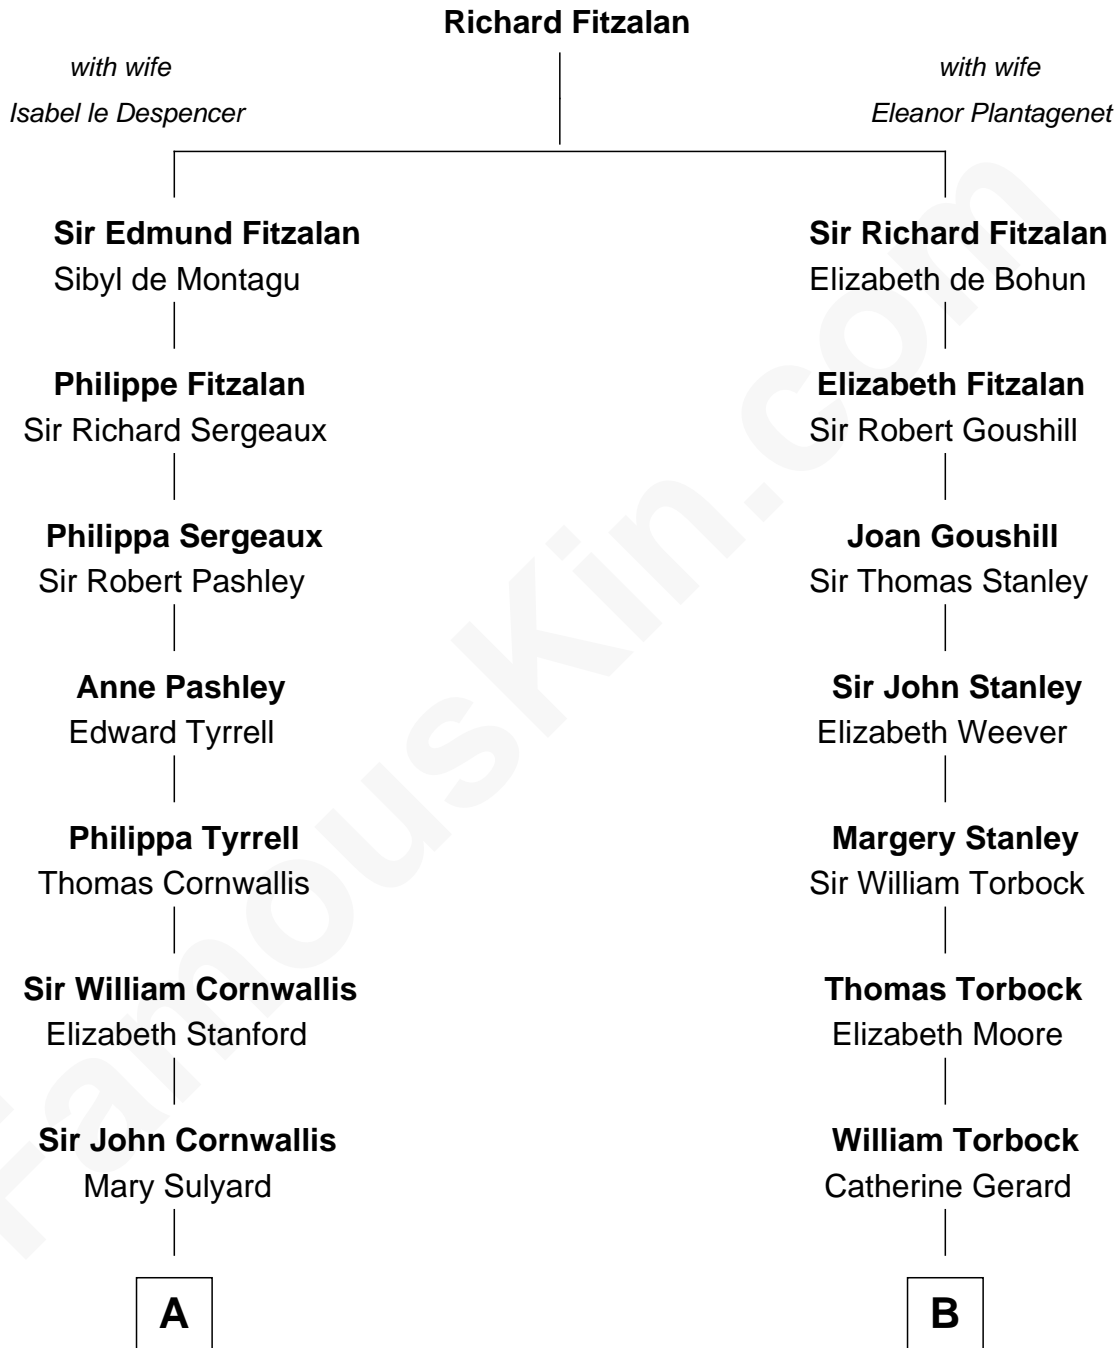 Richard Fitzalan
with wife
Isabel le Despencer
with wife
Eleanor Plantagenet
Sir Edmund Fitzalan
Sibyl de Montagu
Philippe Fitzalan
Sir Richard Sergeaux
Philippa Sergeaux
Sir Robert Pashley
Anne Pashley
Edward Tyrrell
Philippa Tyrrell
Thomas Cornwallis
Sir William Cornwallis
Elizabeth Stanford
Sir John Cornwallis
Mary Sulyard
A
Sir Richard Fitzalan
Elizabeth de Bohun
Elizabeth Fitzalan
Sir Robert Goushill
Joan Goushill
Sir Thomas Stanley
Sir John Stanley
Elizabeth Weever
Margery Stanley
Sir William Torbock
Thomas Torbock
Elizabeth Moore
William Torbock
Catherine Gerard
B
FamousKin.com